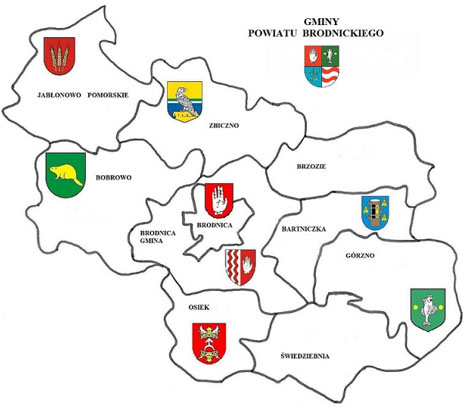 GMINY
POWIATU BRODNICKIEGO
JABŁONOWO POMORSKIE
ZBICZNO
BRZOZIE
BOBROWO
BRODNICA
BRODNICA
GMINA
BARTNICZKA
GÓRZNO
OSIEK
ŚWIEDZIEBNIA